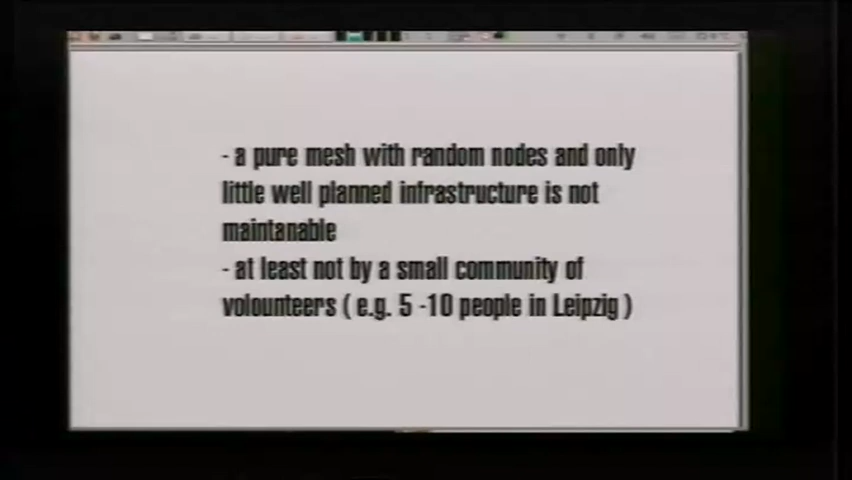 - a pure mesh with random nodes and only
little well planned infrastructure is not
maintanable
- at least not by a small community of
volounteers ( e.g. 5 -10 people in Leipzig )